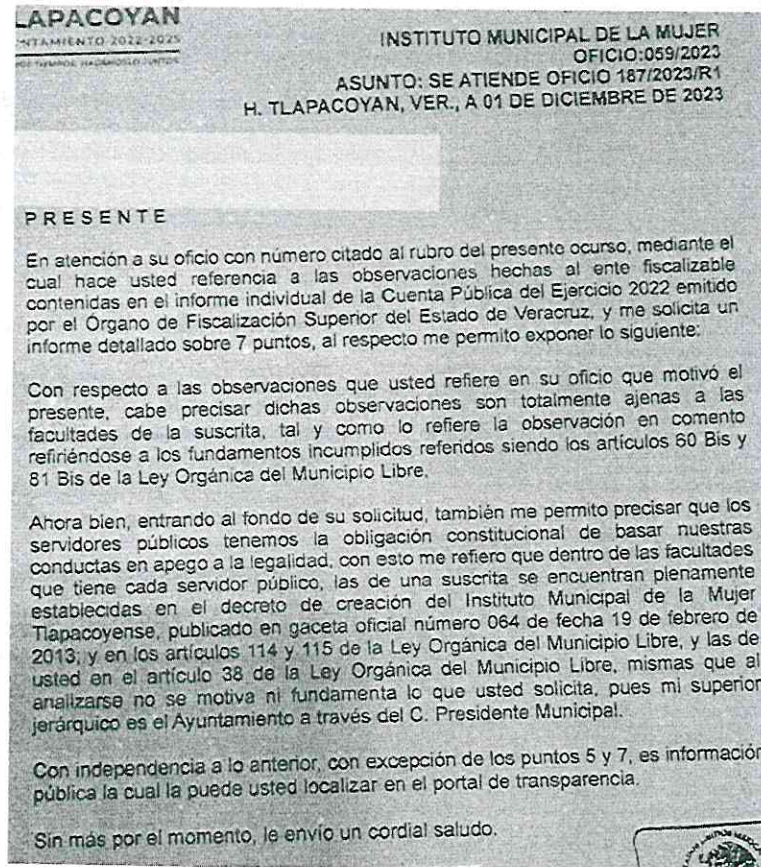 LAPACOYAN
NTAMIENTO 2022-2025
INSTITUTO MUNICIPAL DE LA MUJER
OFICIO:059/2023
ASUNTO: SE ATIENDE OFICIO 187/2023/R1
H. TLAPACOYAN, VER., A 01 DE DICIEMBRE DE 2023
PRESENTE
En atención a su oficio con número citado al rubro del presente ocurso, mediante el
cual hace usted referencia a las observaciones hechas al ente fiscalizable
contenidas en el informe individual de la Cuenta Pública del Ejercicio 2022 emitido
por el Órgano de Fiscalización Superior del Estado de Veracruz, y me solicita un
informe detallado sobre 7 puntos, al respecto me permito exponer lo siguiente:
Con respecto a las observaciones que usted refiere en su oficio que motivó el
presente, cabe precisar dichas observaciones son totalmente ajenas a las
facultades de la suscrita, tal y como lo refiere la observación en comento
refiriéndose a los fundamentos incumplidos referidos siendo los artículos 60 Bis y
81 Bis de la Ley Orgánica del Municipio Libre.
Ahora bien, entrando al fondo de su solicitud, también me permito precisar que los
servidores públicos tenemos la obligación constitucional de basar nuestras
conductas en apego a la legalidad, con esto me refiero que dentro de las facultades
que tiene cada servidor público, las de una suscrita se encuentran plenamente
establecidas en el decreto de creación del Instituto Municipal de la Mujer
Tlapacoyense, publicado en gaceta oficial número 064 de fecha 19 de febrero de
2013; y en los artículos 114 y 115 de la Ley Orgánica del Municipio Libre, y las de
usted en el artículo 38 de la Ley Orgánica del Municipio Libre, mismas que al
analizarse no se motiva ni fundamenta lo que usted solicita, pues mi superior
jerárquico es el Ayuntamiento a través del C. Presidente Municipal.
Con independencia a lo anterior, con excepción de los puntos 5 y 7, es información
pública la cual la puede usted localizar en el portal de transparencia.
Sin más por el momento, le envío un cordial saludo.